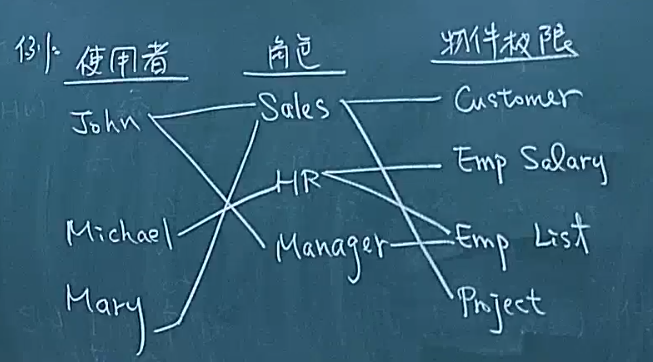 例: 使用者 角色 物件权限
John Sales Customer
HR Emp Salary
Michael Manager Emp List
Mary Project